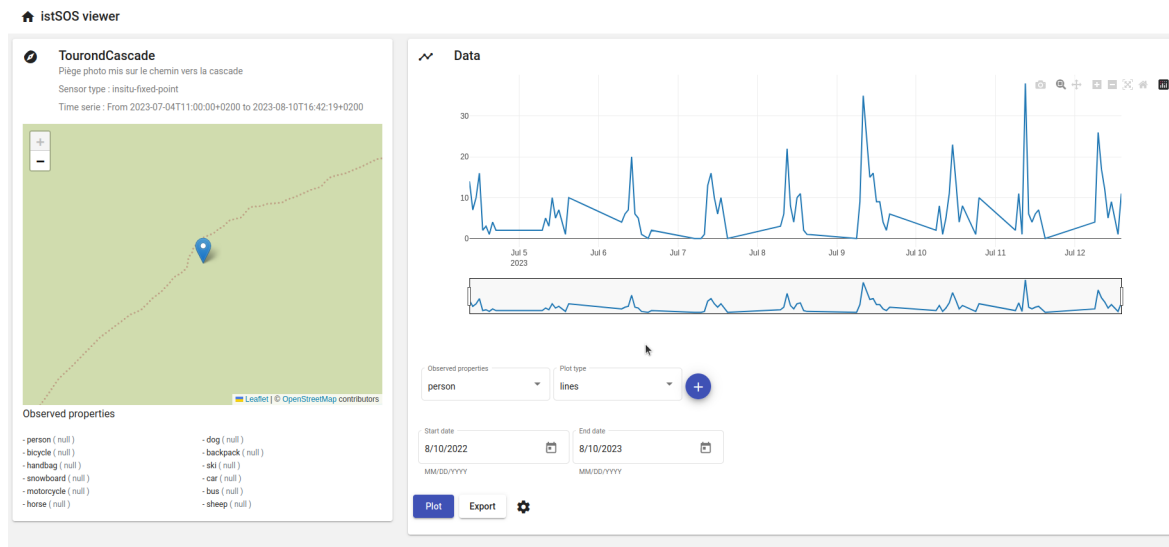 istSOS viewer
TourondCascade
Piège photo mis sur le chemin vers la cascade
Sensor type : insitu-fixed-point
Time serie : From 2023-07-04T11:00:00+0200 to 2023-08-10T16:42:19+0200
+
−
Leaflet | © OpenStreetMap contributors
Observed properties
- person ( null )
- dog ( null )
- bicycle ( null )
- backpack ( null )
- handbag ( null )
- ski ( null )
- snowboard ( null )
- car ( null )
- motorcycle ( null )
- bus ( null )
- horse ( null )
- sheep ( null )
Data
30
20
10
0
Jul 5
2023
Jul 6
Jul 7
Jul 8
Jul 9
Jul 10
Jul 11
Jul 12
Observed properties
person
Plot type
lines
+
Start date
8/10/2022
MM/DD/YYYY
End date
8/10/2023
MM/DD/YYYY
Plot
Export